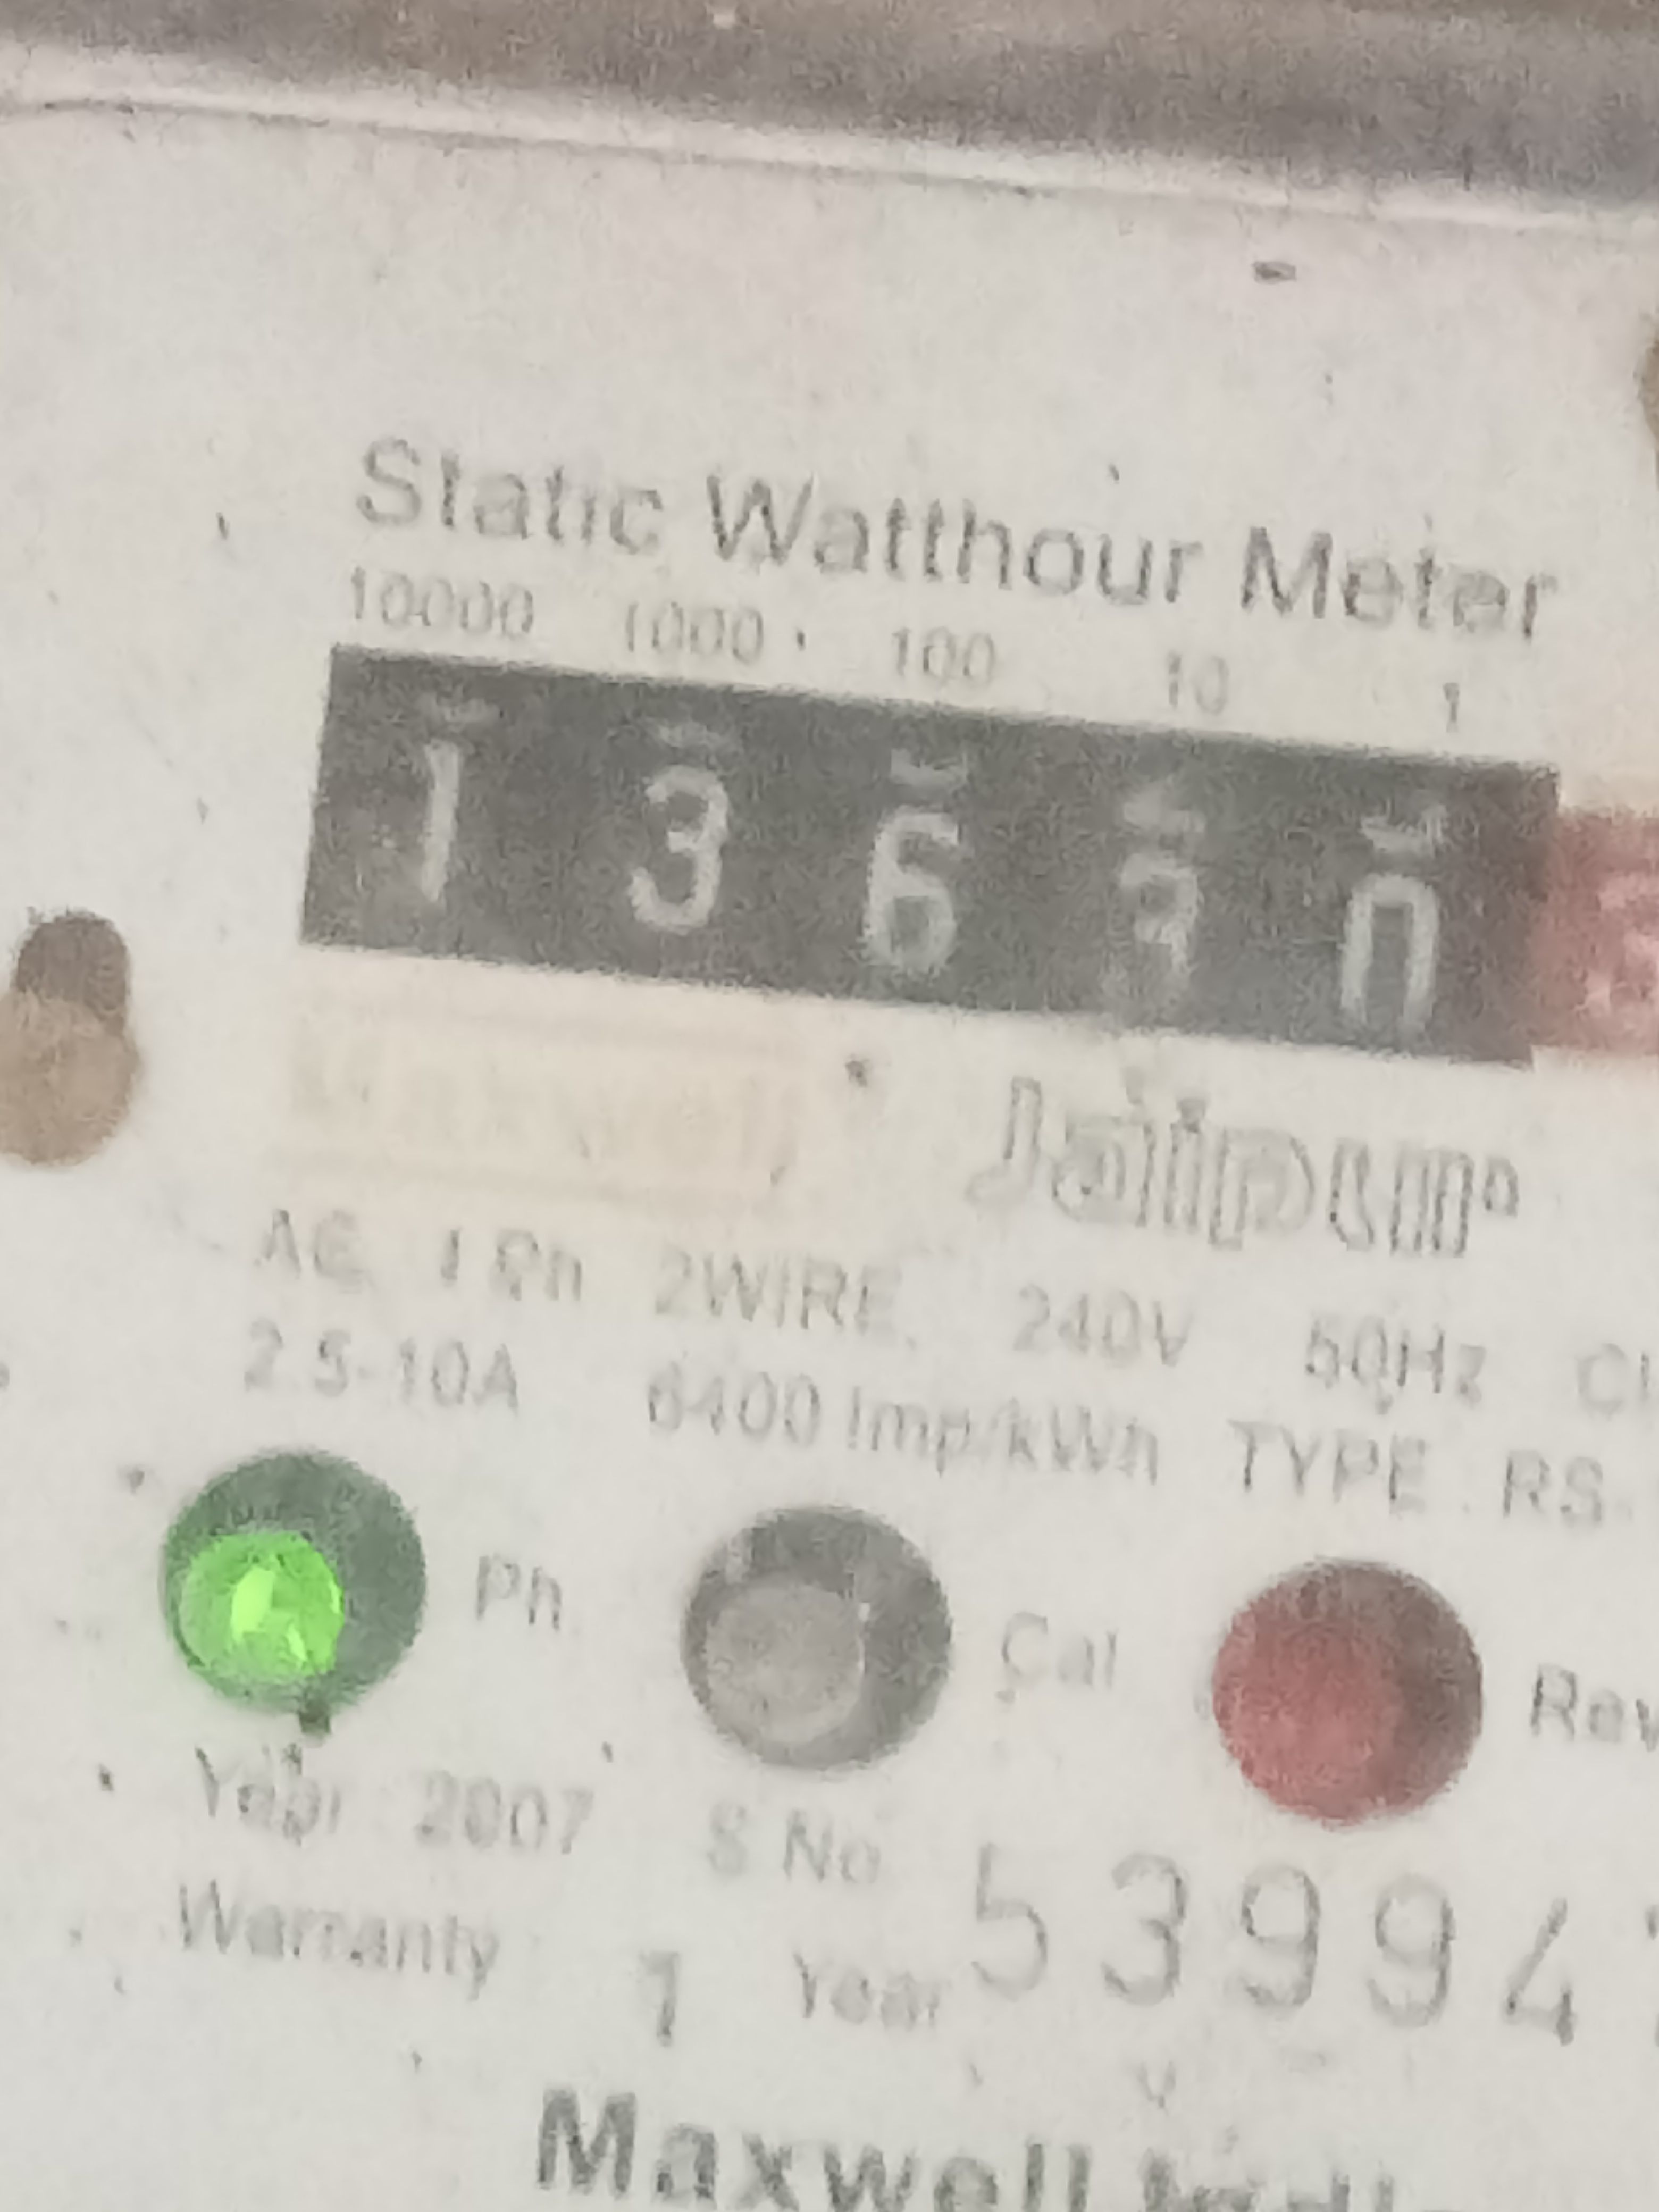 Static Watthour Meter
10000 1000 100 10 1
1 3 6 0
Jaipur
AC 1 Ph 2WIRE. 240V 50Hz Cl
2.5-10A 6400 Imp/kWh TYPE . RS-
Ph. Cal Rev
Year 2007 S No 53994
Warranty 1 Year
Maxwell